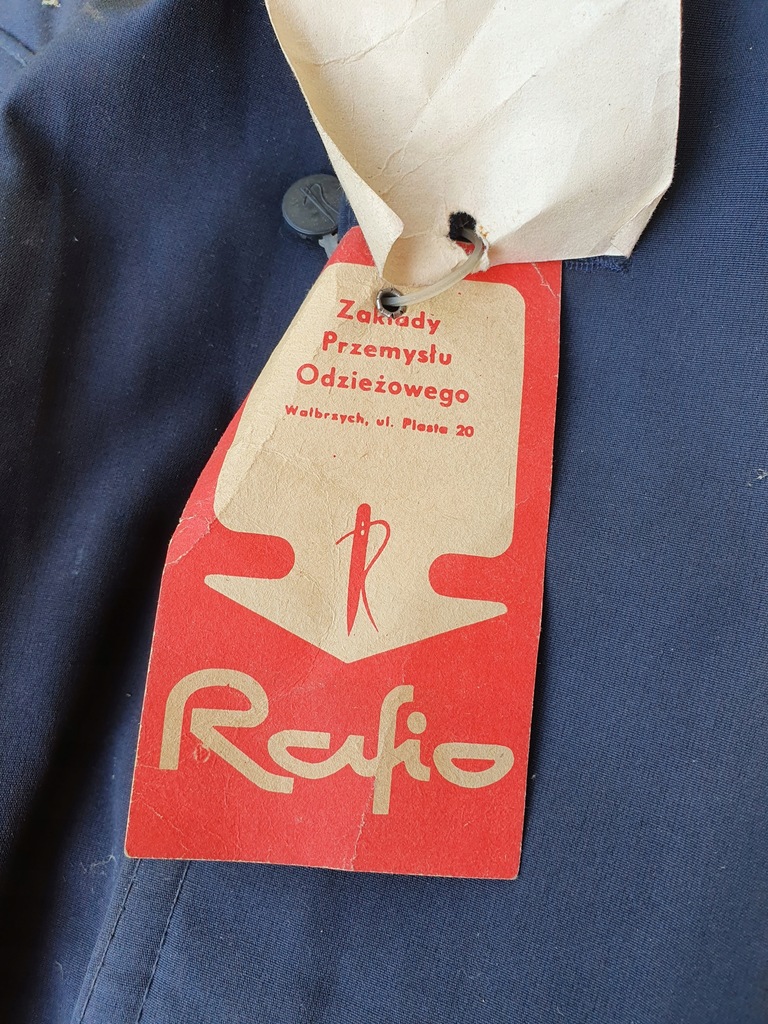 Zakłady
Przemysłu
Odzieżowego
Wałbrzych, ul. Piasta 20
R
Rafio